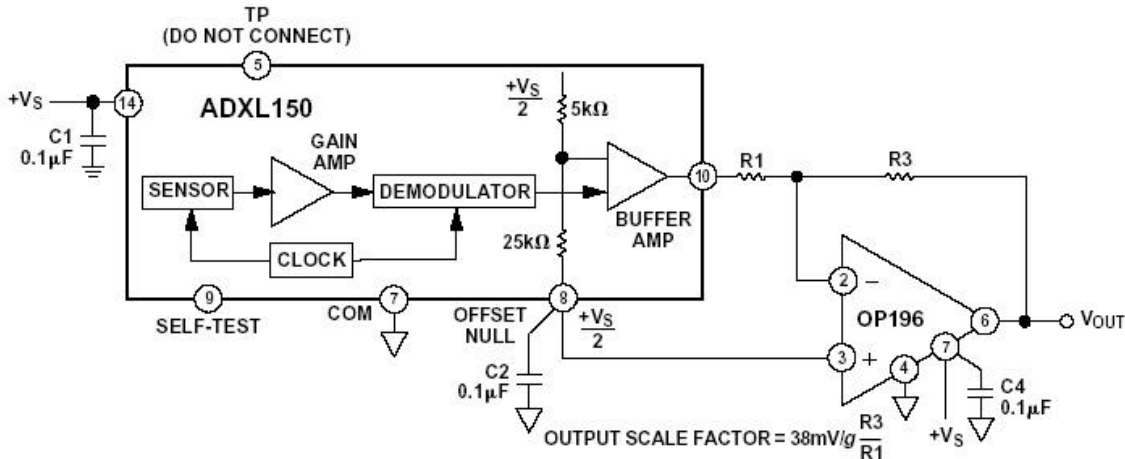 TP
(DO NOT CONNECT)
5
+VS
14
C1
0.1µF
ADXL150
GAIN
AMP
SENSOR
DEMODULATOR
CLOCK
+VS
2
5kΩ
25kΩ
BUFFER
AMP
10
R1
R3
9
SELF-TEST
COM
7
OFFSET
NULL
8
+VS
2
C2
0.1µF
2
−
OP196
3
+
4
7
6
VOUT
C4
0.1µF
+VS
OUTPUT SCALE FACTOR = 38mV/g R3
R1